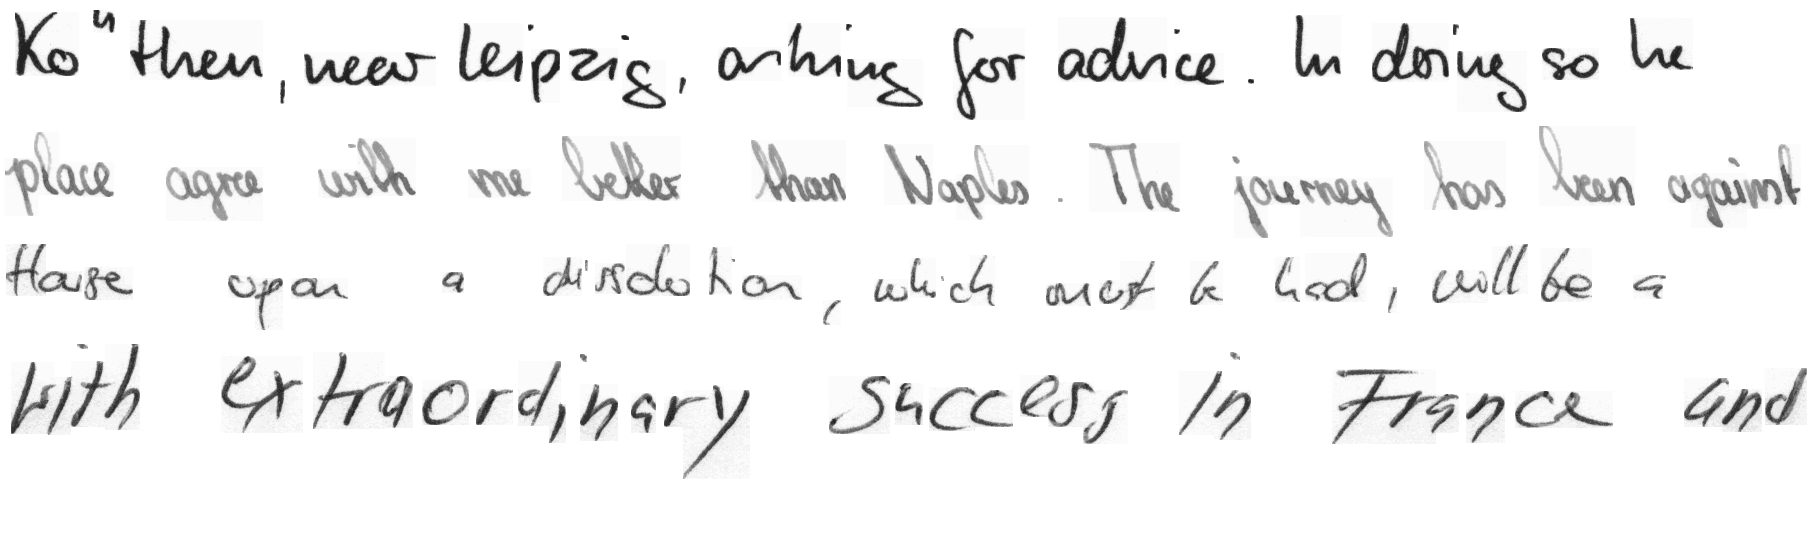 Ko" then, near Leipzig, asking for advice. In doing so he
place agree with me better than Naples. The journey has been against
House upon a dissolution, which must be had, will be a
with extraordinary success in France and